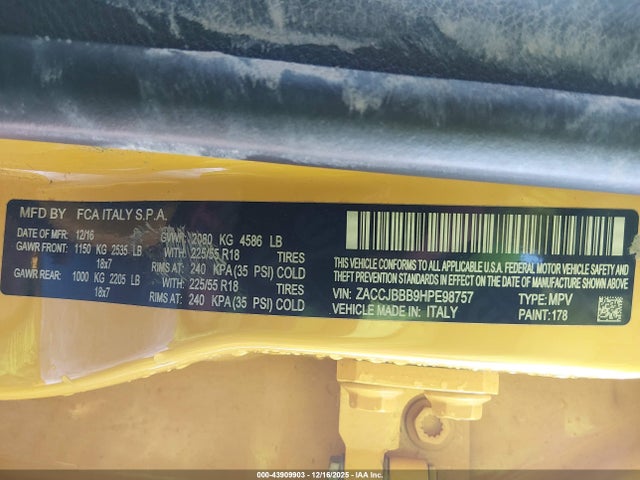 MFD BY FCA ITALY S.P.A.
DATE OF MFR: 12/16 GVWR: 2080 KG 4586 LB
GAWR FRONT: 1150 KG 2535 LB WITH 225/55 R18 TIRES
18x7 RIMS AT: 240 KPA (35 PSI) COLD
GAWR REAR: 1000 KG 2205 LB WITH 225/55 R18 TIRES
18x7 RIMS AT: 240 KPA (35 PSI) COLD
THIS VEHICLE CONFORMS TO ALL APPLICABLE U.S.A. FEDERAL MOTOR VEHICLE SAFETY AND
THEFT PREVENTION STANDARDS IN EFFECT ON THE DATE OF MANUFACTURE SHOWN ABOVE.
VIN: ZACCJBBB9HPE98757 TYPE: MPV
VEHICLE MADE IN: ITALY PAINT: 178
000-43909903 - 12/16/2025 - IAA Inc.